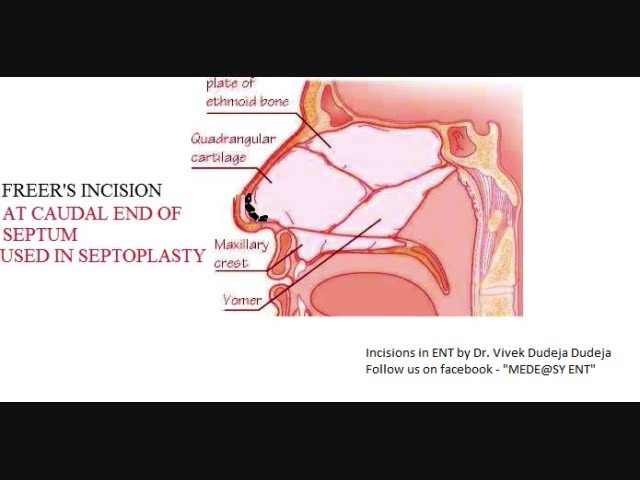 plate of
ethmoid bone
Quadrangular
cartilage
FREER'S INCISION
AT CAUDAL END OF
SEPTUM
USED IN SEPTOPLASTY
Maxillary
crest
Vomer
Incisions in ENT by Dr. Vivek Dudeja Dudeja
Follow us on facebook - "MEDE@SY ENT"